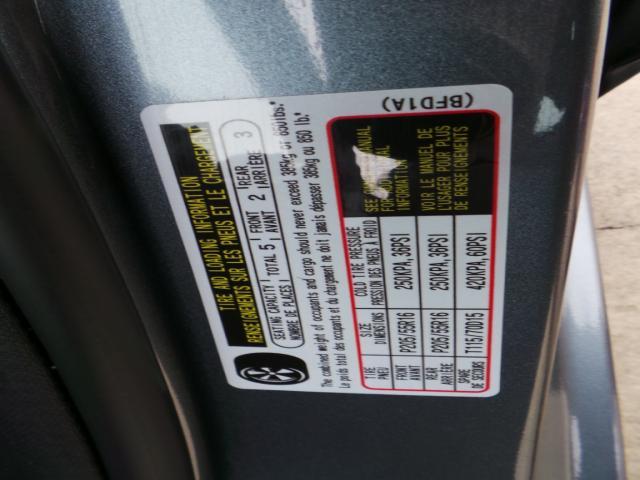 TIRE AND LOADING INFORMATION
RENSEIGNEMENTS SUR LES PNEUS ET LE CHARGEMENT
SEATING CAPACITY TOTAL 5 FRONT 2 REAR 3
NOMBRE DE PLACES AVANT ARRIÈRE
The combined weight of occupants and cargo should never exceed 385kg or 850 lbs.*
Le poids total des occupants et du chargement ne doit jamais dépasser 385kg ou 850 lb.*
TIRE SIZE COLD TIRE PRESSURE
PNEU DIMENSIONS PRESSION DES PNEUS À FROID
FRONT P205/55R16 250KPA,36PSI
AVANT
REAR P205/55R16 250KPA,36PSI
ARRIÈRE
SPARE T115/70D15 420KPA,60PSI
DE SECOURS
SEE MANUAL
FOR
INFORMATION
VOIR LE MANUEL DE
L'USAGER POUR PLUS
DE RENSEIGNEMENTS
(BFD1A)